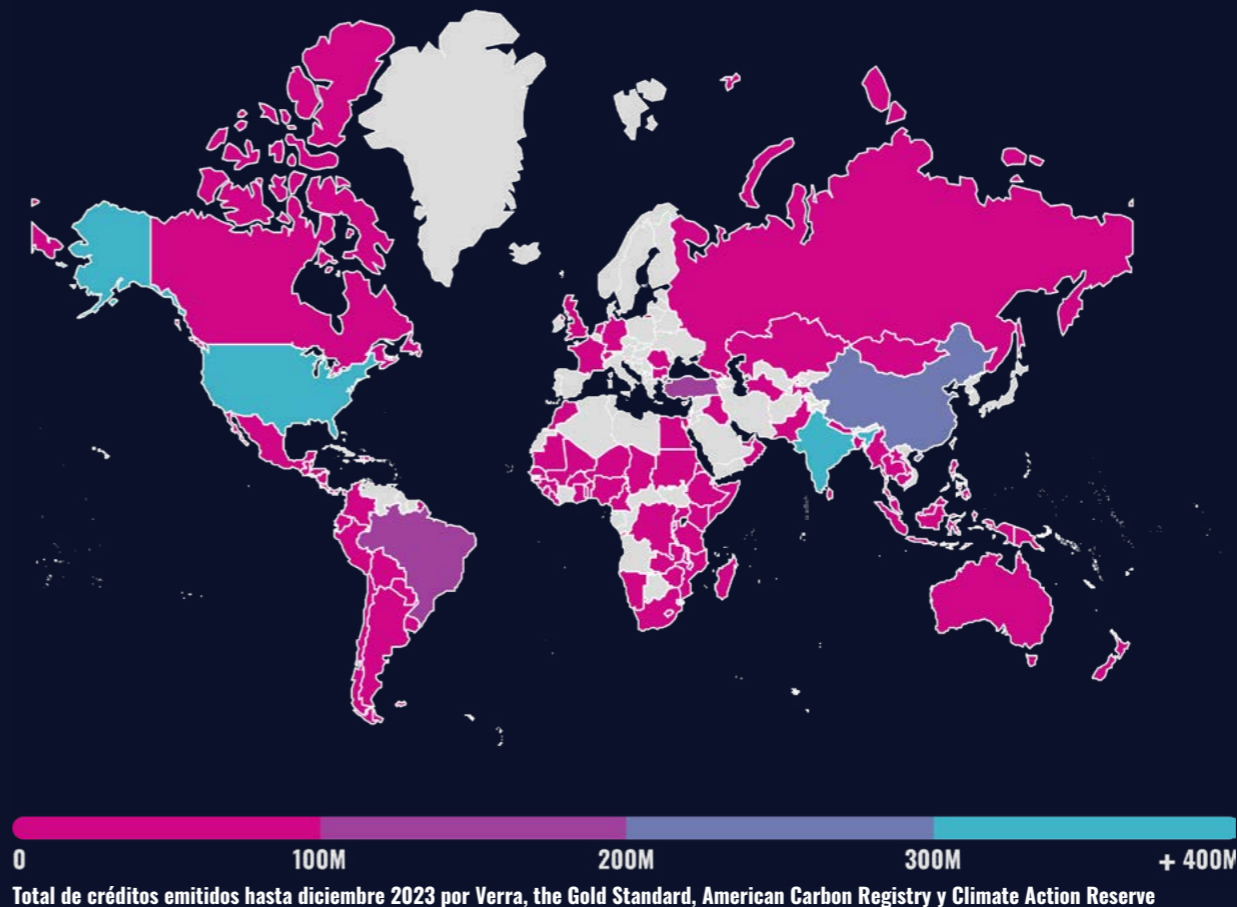 0 100M 200M 300M + 400M
Total de créditos emitidos hasta diciembre 2023 por Verra, the Gold Standard, American Carbon Registry y Climate Action Reserve